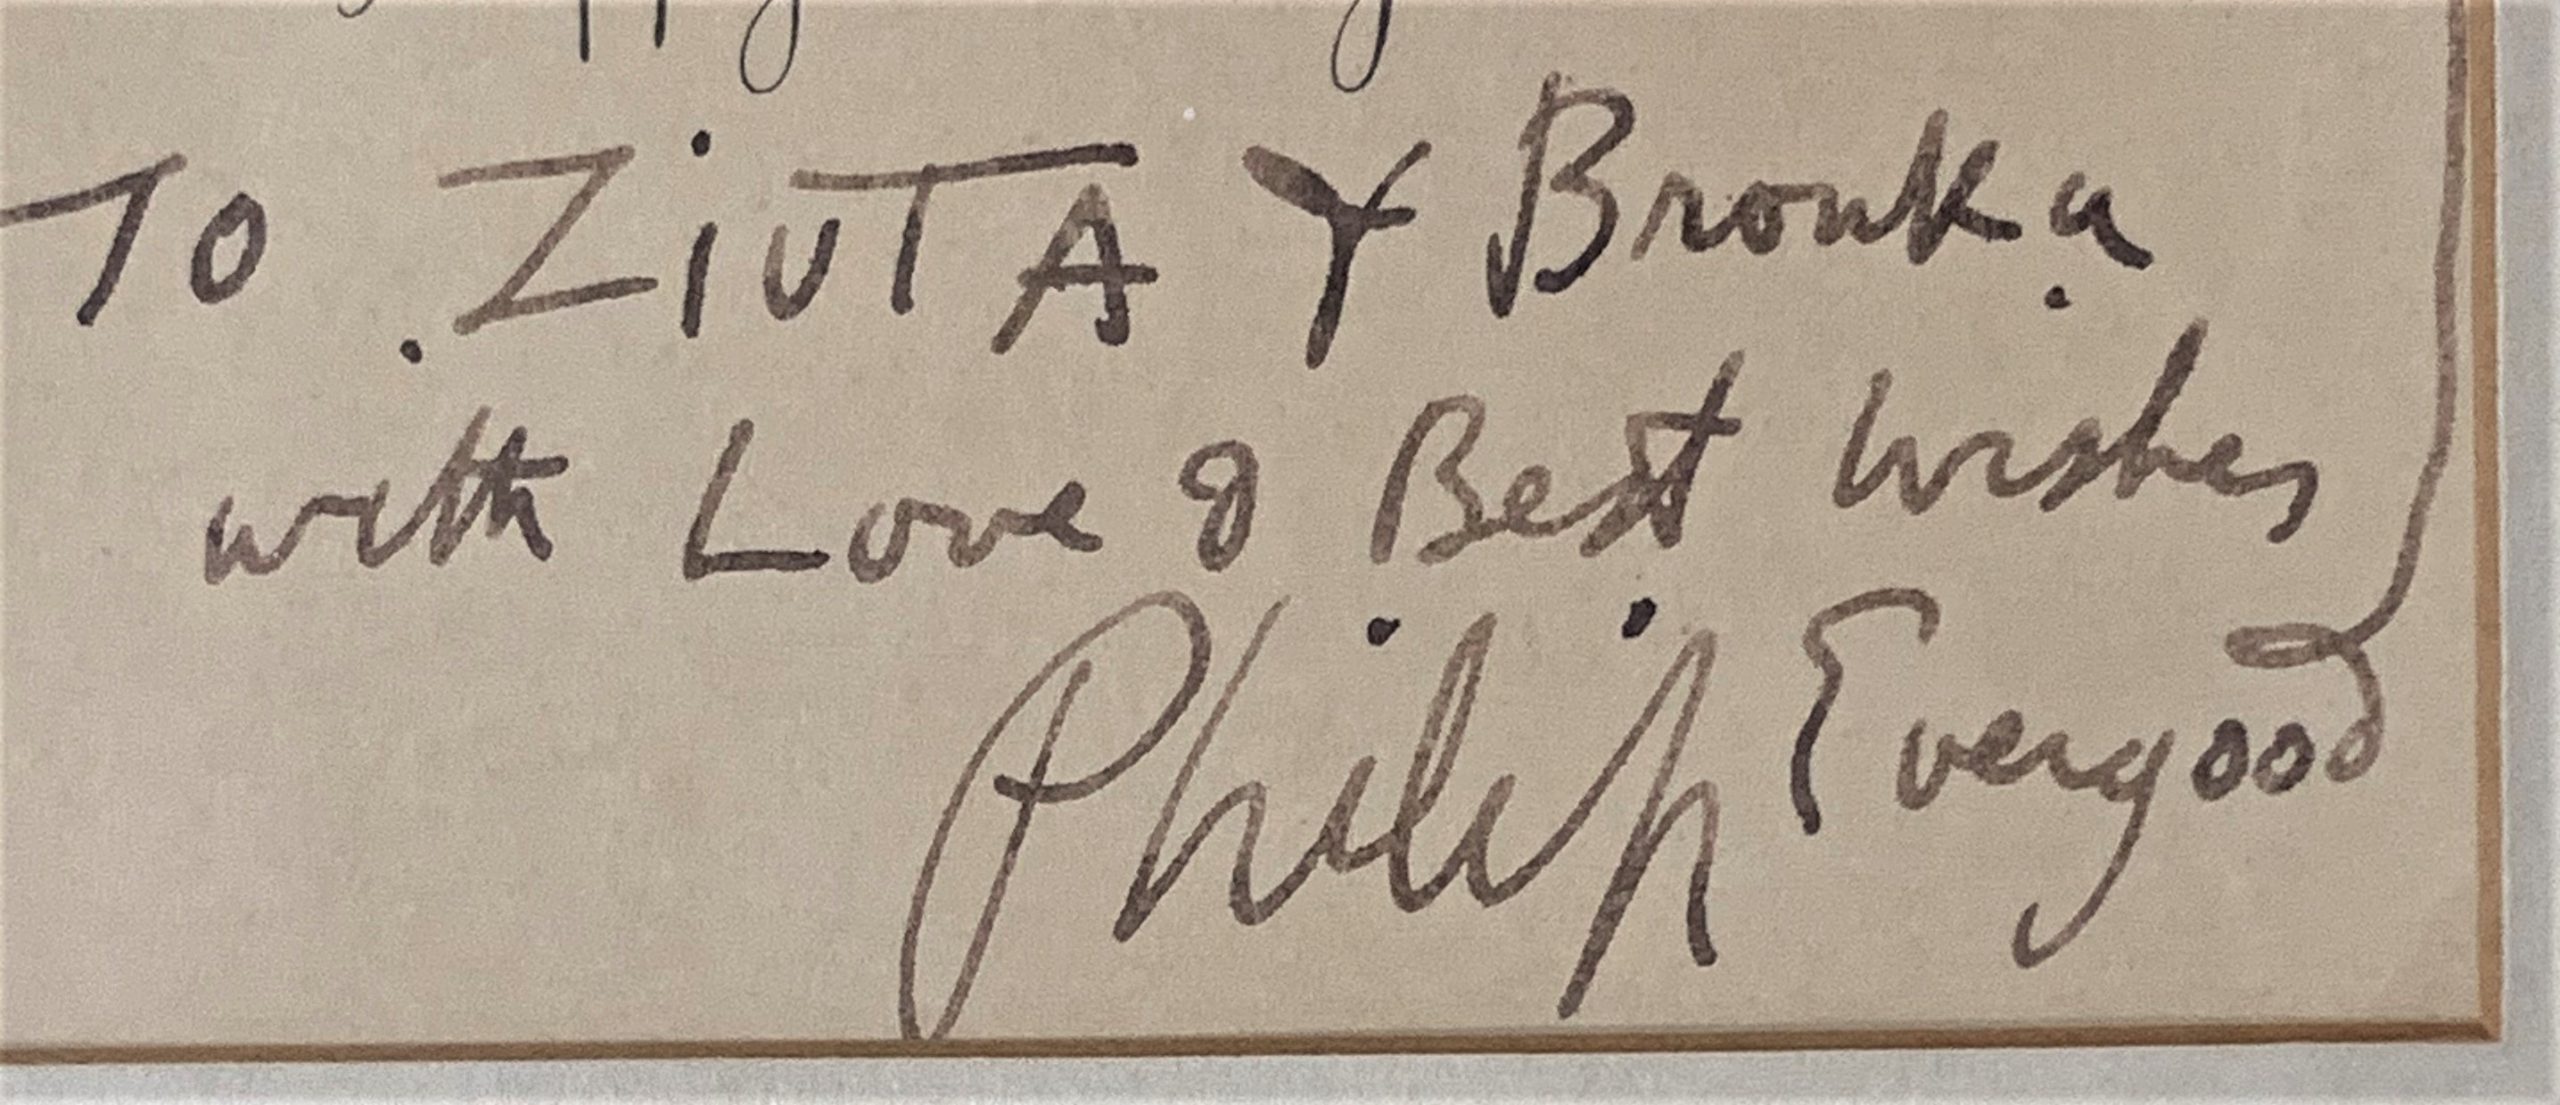 To ZiUTA & Bronka
with Love & Best wishes
Philip Evergood